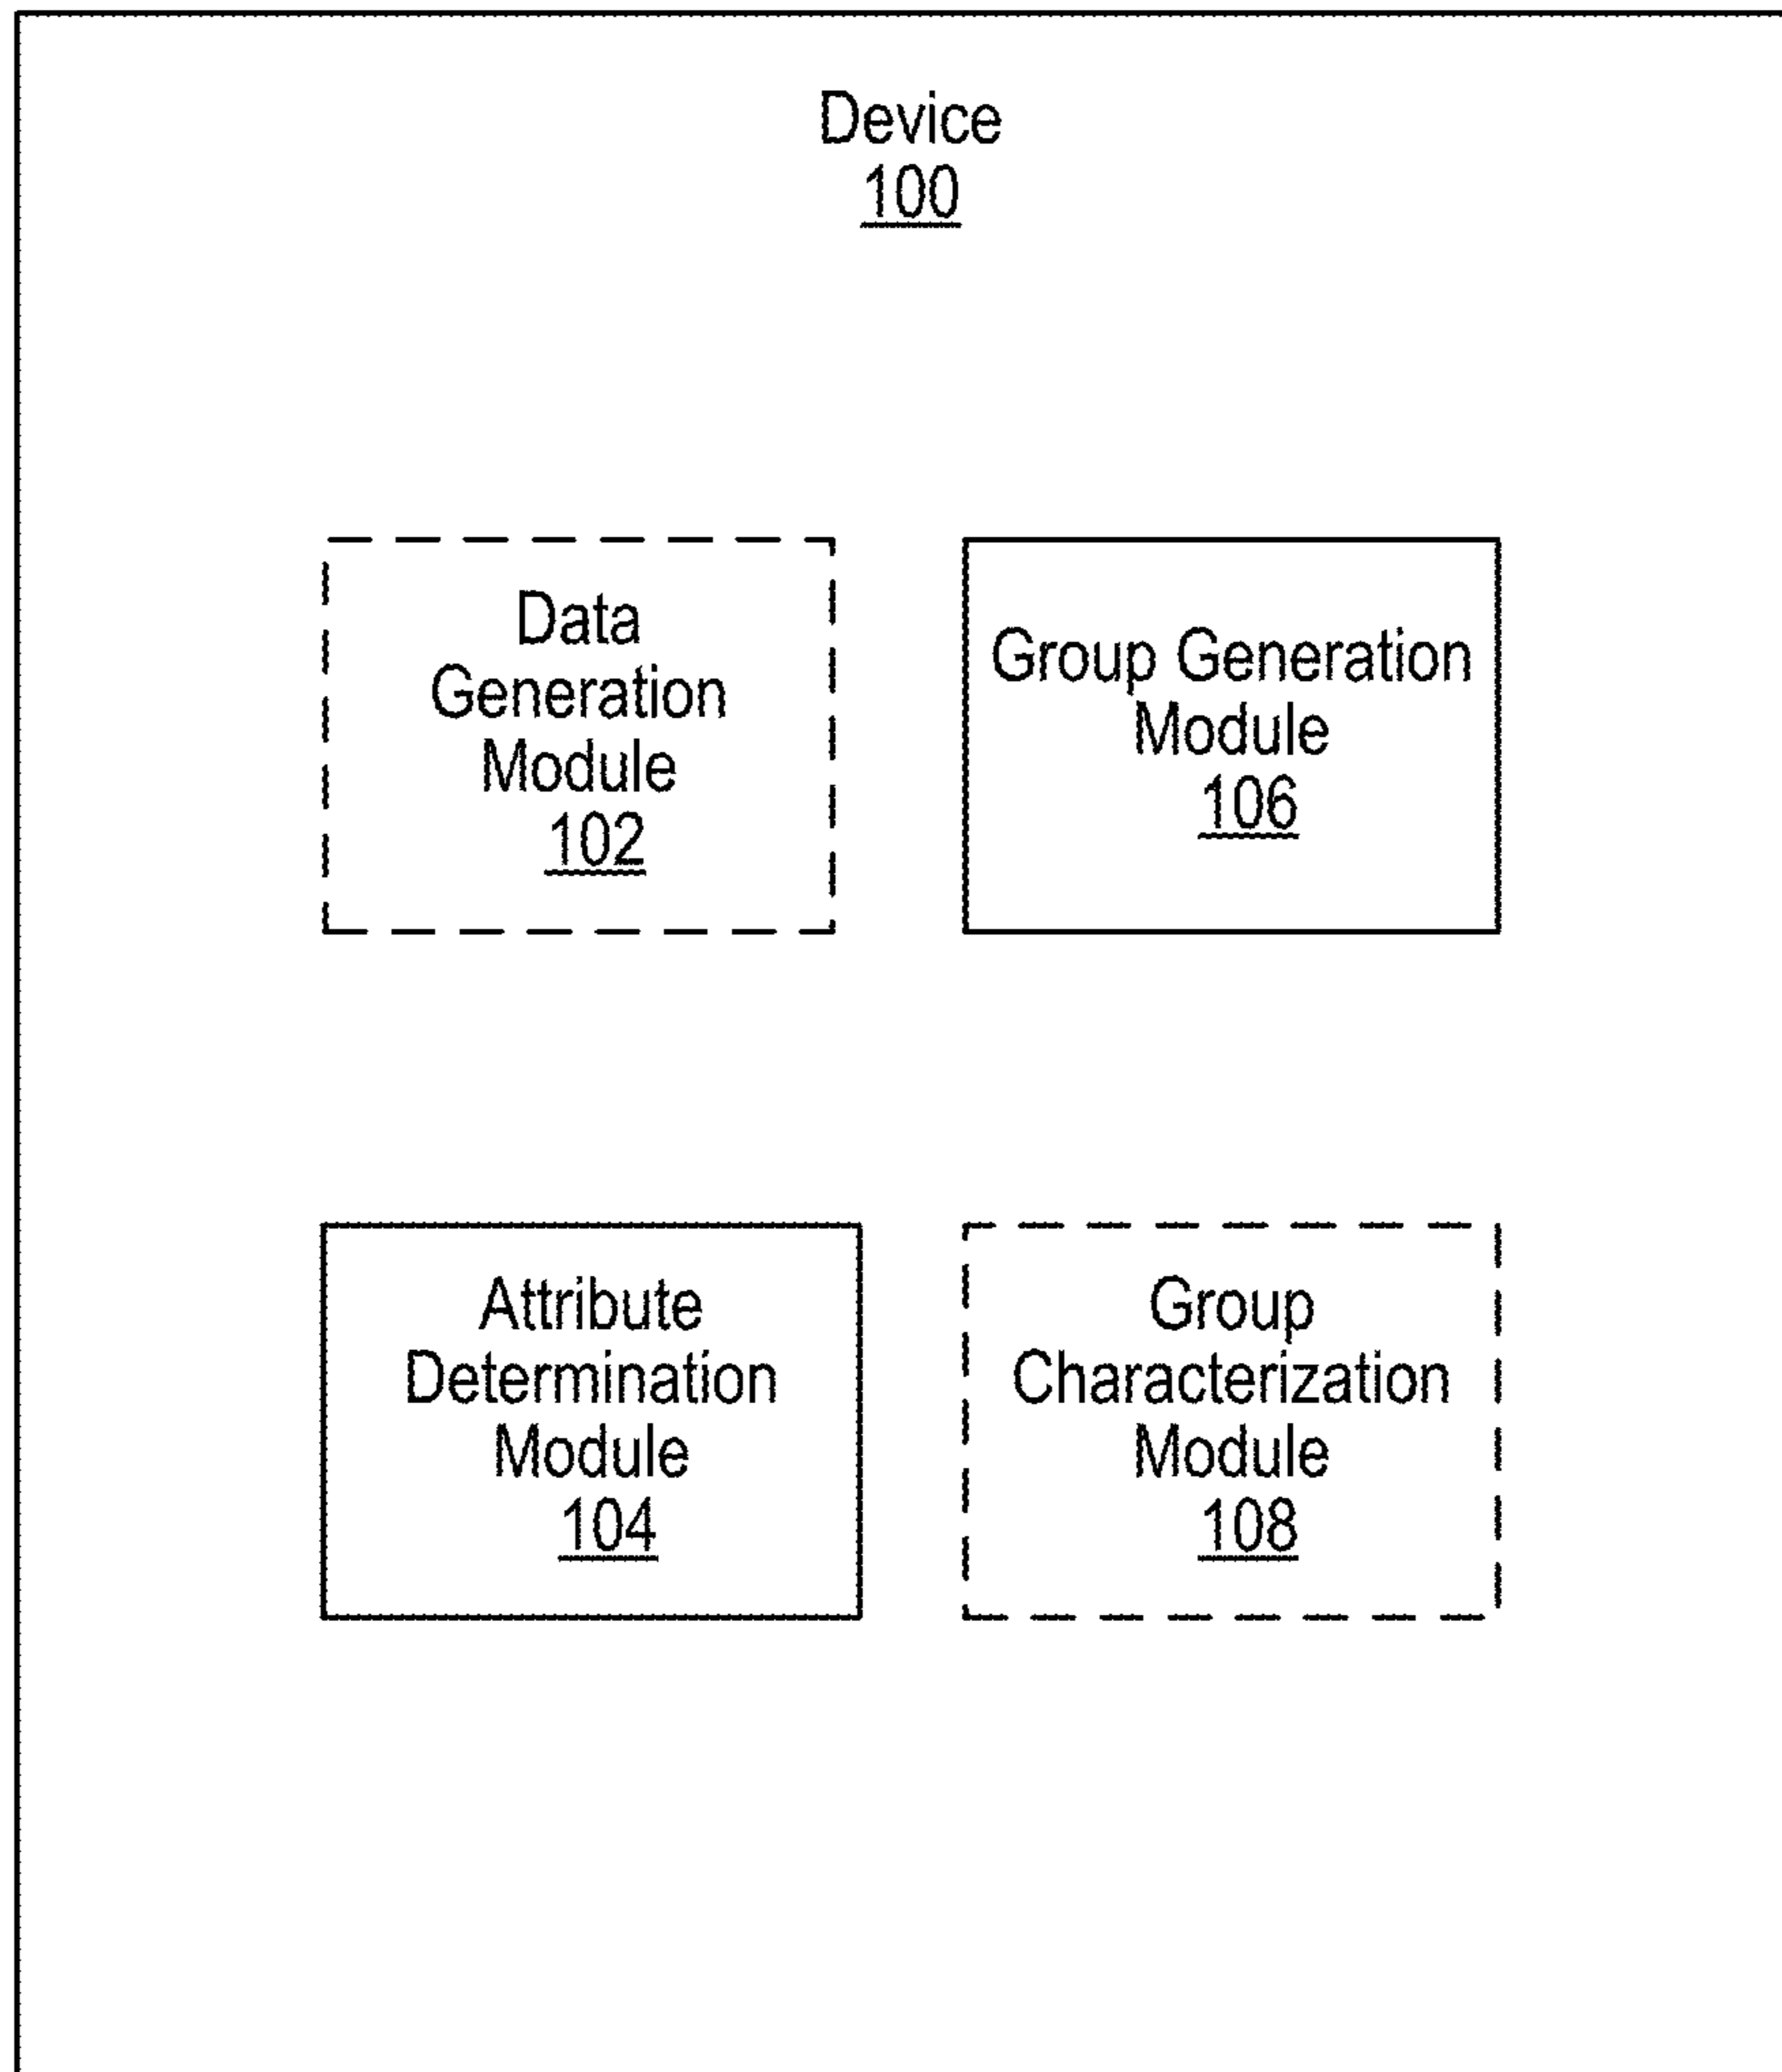 Device
100
Data
Generation
Module
102
Group Generation
Module
106
Attribute
Determination
Module
104
Group
Characterization
Module
108